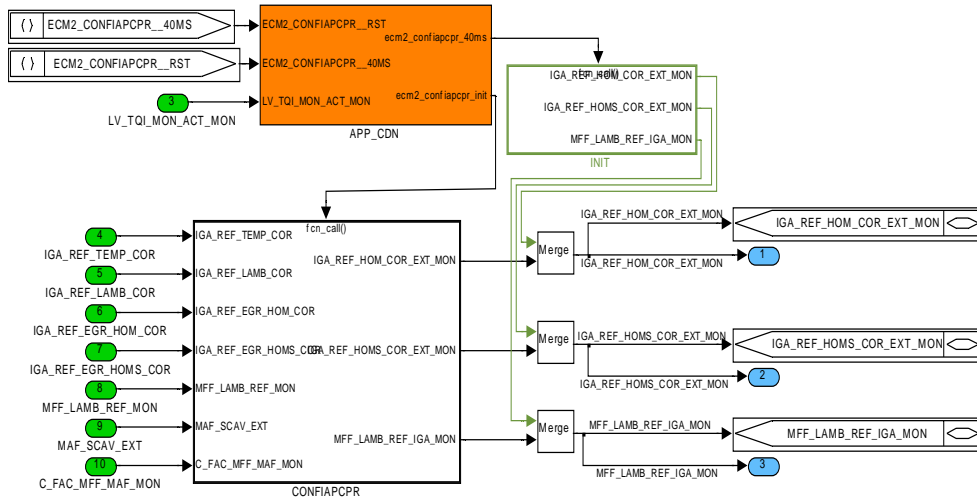 { } ECM2_CONFIAPCPR__40MS
{ } ECM2_CONFIAPCPR__RST
3
LV_TQI_MON_ACT_MON
ECM2_CONFIAPCPR__RST
ecm2_confiapcpr_40ms
ECM2_CONFIAPCPR__40MS
ecm2_confiapcpr_init
LV_TQI_MON_ACT_MON
APP_CDN
fcn_call()
IGA_REF_HOM_COR_EXT_MON
IGA_REF_HOMS_COR_EXT_MON
MFF_LAMB_REF_IGA_MON
INIT
4
IGA_REF_TEMP_COR
5
IGA_REF_LAMB_COR
6
IGA_REF_EGR_HOM_COR
7
IGA_REF_EGR_HOMS_COR
8
MFF_LAMB_REF_MON
9
MAF_SCAV_EXT
10
C_FAC_MFF_MAF_MON
fcn_call()
IGA_REF_TEMP_COR
IGA_REF_HOM_COR_EXT_MON
IGA_REF_LAMB_COR
IGA_REF_EGR_HOM_COR
IGA_REF_EGR_HOMS_COR
IGA_REF_HOMS_COR_EXT_MON
MFF_LAMB_REF_MON
MAF_SCAV_EXT
MFF_LAMB_REF_IGA_MON
C_FAC_MFF_MAF_MON
CONFIAPCPR
Merge
IGA_REF_HOM_COR_EXT_MON
IGA_REF_HOM_COR_EXT_MON
IGA_REF_HOM_COR_EXT_MON
1
Merge
IGA_REF_HOMS_COR_EXT_MON
IGA_REF_HOMS_COR_EXT_MON
IGA_REF_HOMS_COR_EXT_MON
2
Merge
MFF_LAMB_REF_IGA_MON
MFF_LAMB_REF_IGA_MON
MFF_LAMB_REF_IGA_MON
3